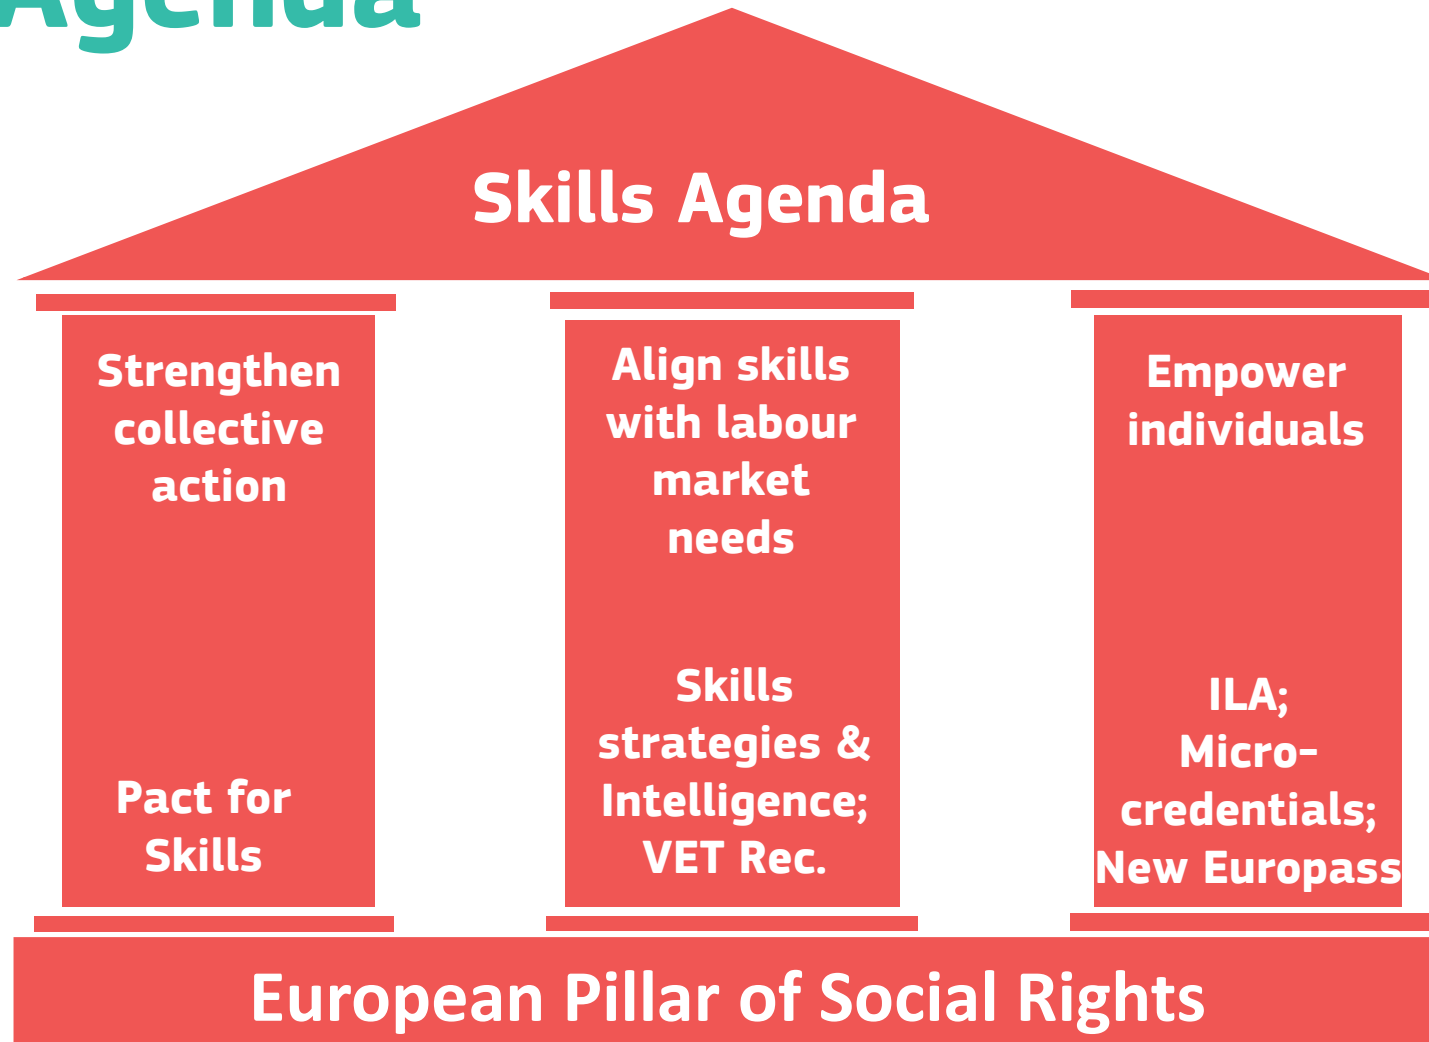 Agenda
Skills Agenda
Strengthen
collective
action
Pact for
Skills
Align skills
with labour
market
needs
Skills
strategies &
Intelligence;
VET Rec.
Empower
individuals
ILA;
Micro-
credentials;
New Europass
European Pillar of Social Rights